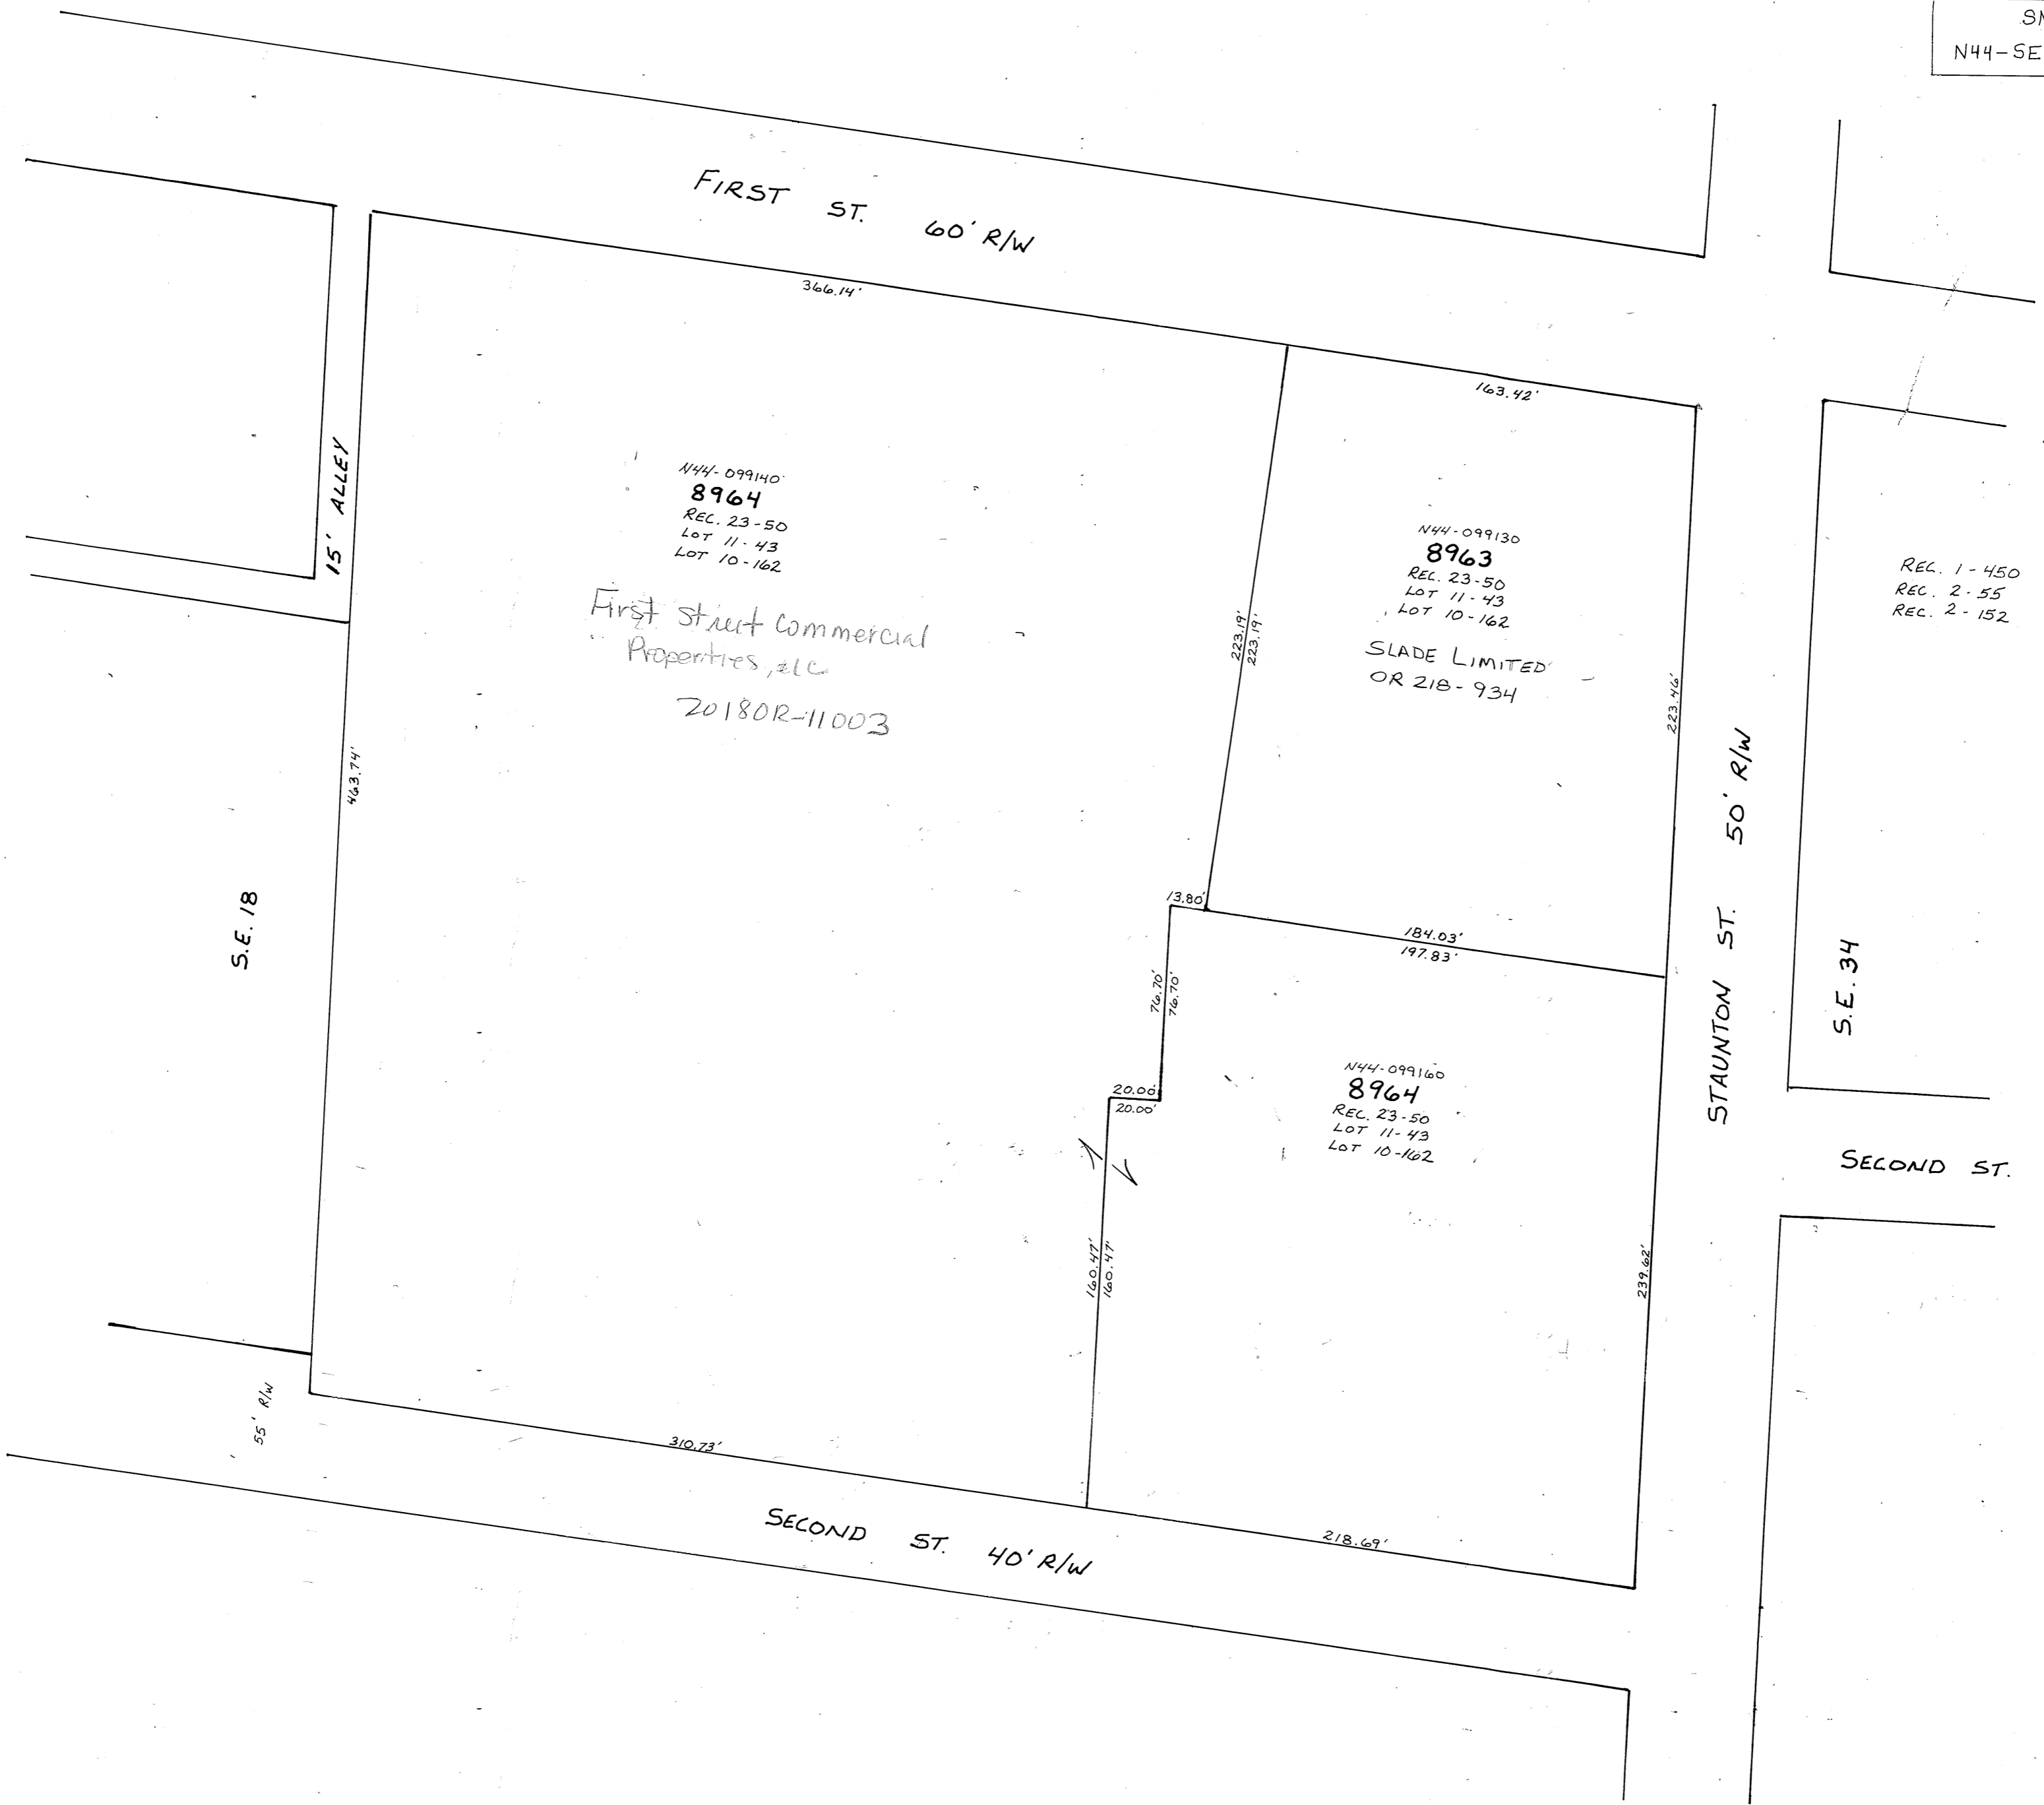 N44-SE
FIRST ST. 60' R/W
366.14'
163.42'
15' ALLEY
N44-099140
8964
REC. 23-50
LOT 11-43
LOT 10-162
First Street Commercial
Properties, LLC
2018OR-11003
N44-099130
8963
REC. 23-50
LOT 11-43
LOT 10-162
SLADE LIMITED
OR 218-934
REC. 1-450
REC. 2-55
REC. 2-152
223.19'
223.19'
223.46'
STAUNTON ST. 50' R/W
463.74'
S.E. 18
13.80'
184.03'
197.83'
S.E. 34
76.70'
76.70'
20.00'
20.00'
N44-099160
8964
REC. 23-50
LOT 11-43
LOT 10-162
SECOND ST.
160.47'
160.47'
239.62'
55' R/W
310.73'
218.69'
SECOND ST. 40' R/W